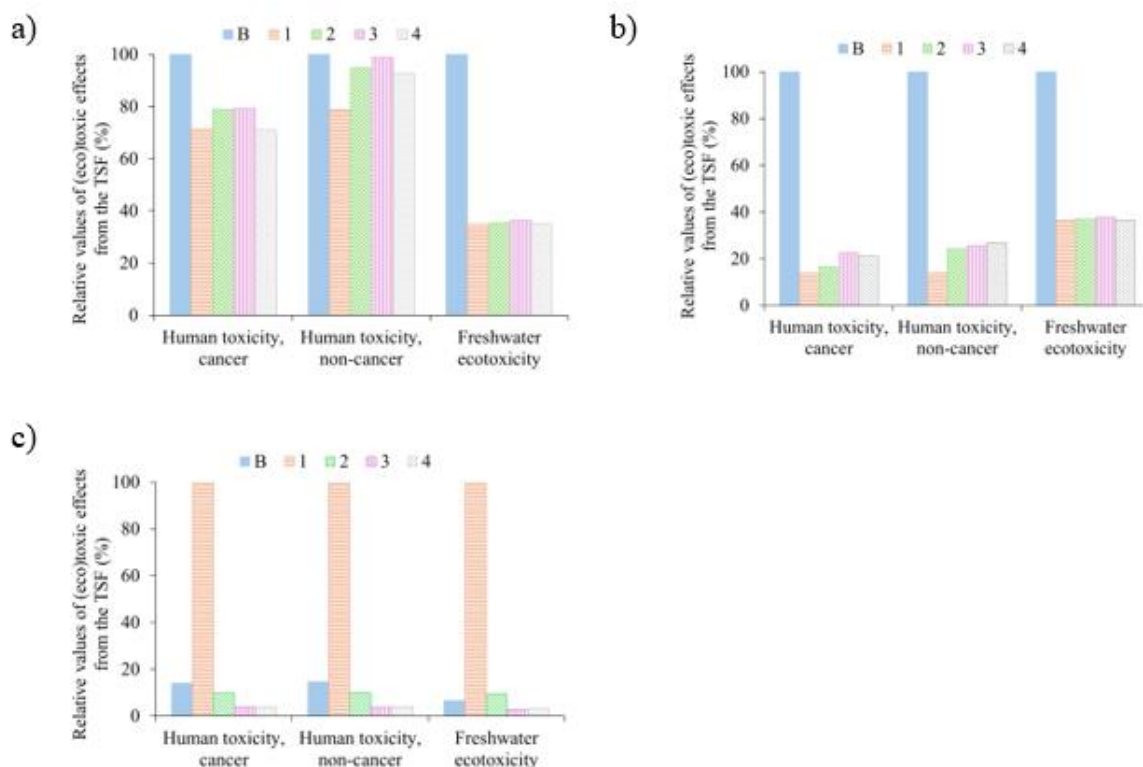 a)
B 1 2 3 4
Relative values of (eco)toxic effects
from the TSF (%)
100
80
60
40
20
0
Human toxicity,
cancer
Human toxicity,
non-cancer
Freshwater
ecotoxicity
b)
B 1 2 3 4
Relative values of (eco)toxic effects
from the TSF (%)
100
80
60
40
20
0
Human toxicity,
cancer
Human toxicity,
non-cancer
Freshwater
ecotoxicity
c)
B 1 2 3 4
Relative values of (eco)toxic effects
from the TSF (%)
100
80
60
40
20
0
Human toxicity,
cancer
Human toxicity,
non-cancer
Freshwater
ecotoxicity